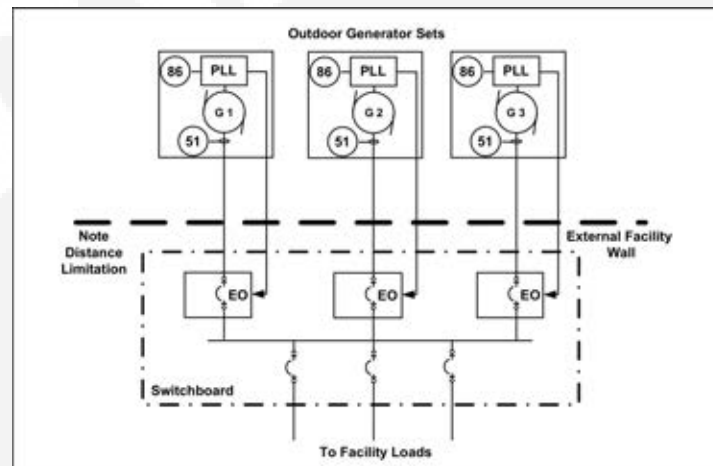 Outdoor Generator Sets
86 PLL 86 PLL 86 PLL
G 1 G 2 G 3
51 51 51
Note
Distance
Limitation
External Facility
Wall
EO EO EO
Switchboard
To Facility Loads